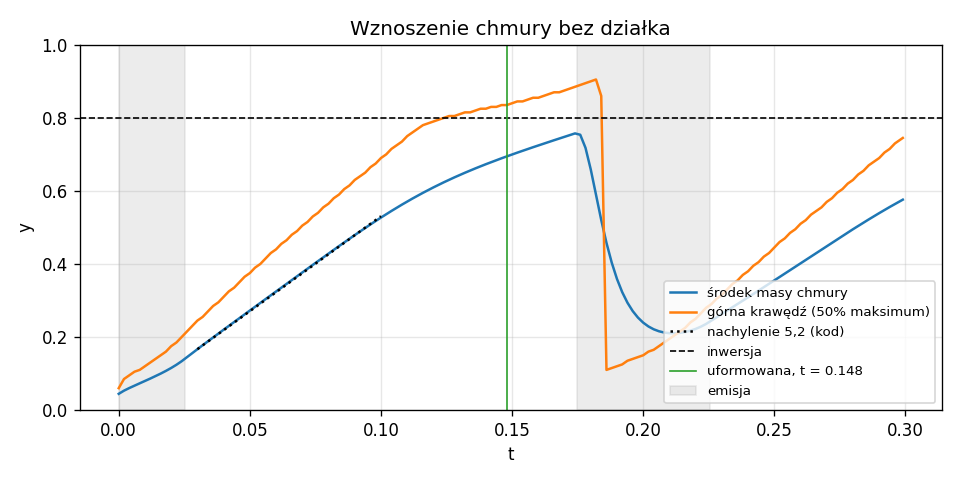 Wznoszenie chmury bez działka
y
1.0
0.8
0.6
0.4
0.2
0.0
0.00
0.05
0.10
0.15
0.20
0.25
0.30
t
środek masy chmury
górna krawędź (50% maksimum)
nachylenie 5,2 (kod)
inwersja
uformowana, t = 0.148
emisja